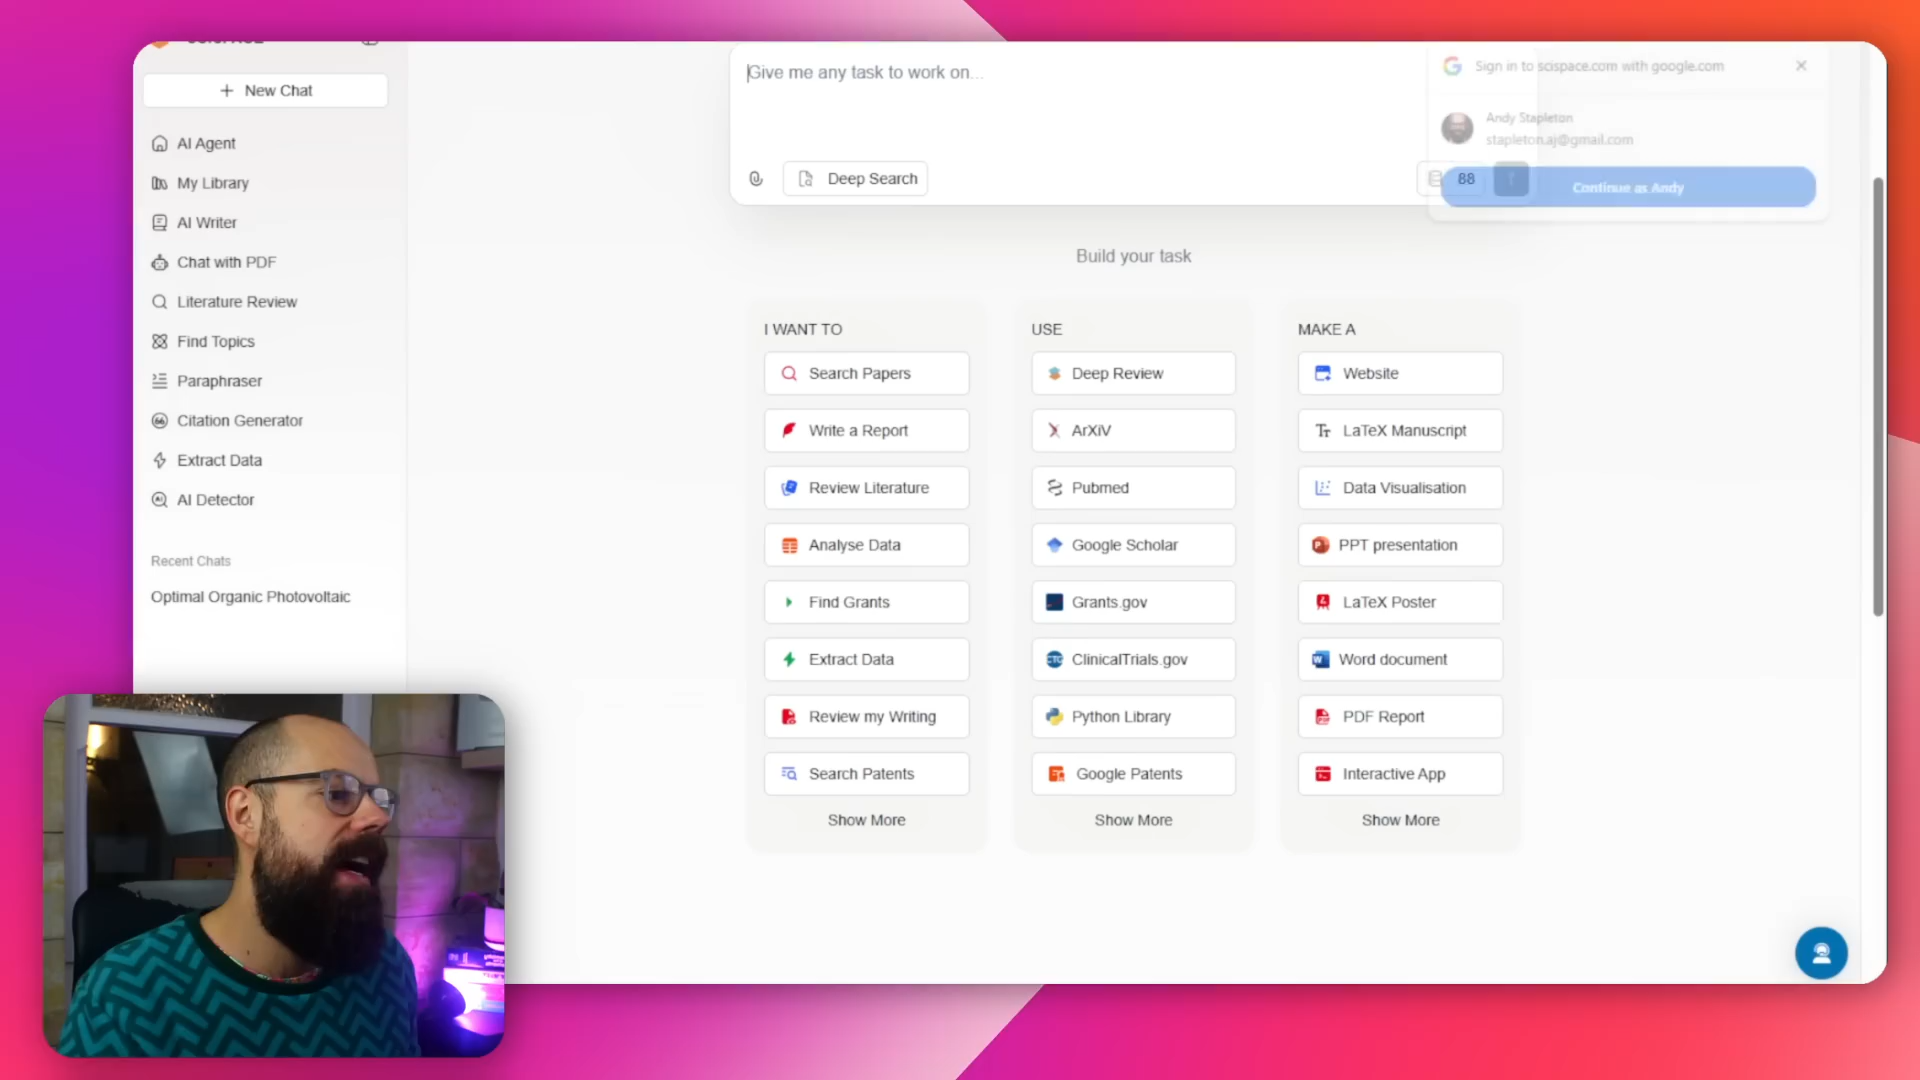 New Chat
AI Agent
My Library
AI Writer
Chat with PDF
Literature Review
Find Topics
Paraphraser
Citation Generator
Extract Data
AI Detector
Recent Chats
Optimal Organic Photovoltaic
Give me any task to work on...
Deep Search
88
Sign in to scispace.com with google.com
Andy Stapleton
stapleton.aj@gmail.com
Continue as Andy
Build your task
I WANT TO
Search Papers
Write a Report
Review Literature
Analyse Data
Find Grants
Extract Data
Review my Writing
Search Patents
Show More
USE
Deep Review
ArXiV
Pubmed
Google Scholar
Grants.gov
ClinicalTrials.gov
Python Library
Google Patents
Show More
MAKE A
Website
LaTeX Manuscript
Data Visualisation
PPT presentation
LaTeX Poster
Word document
PDF Report
Interactive App
Show More